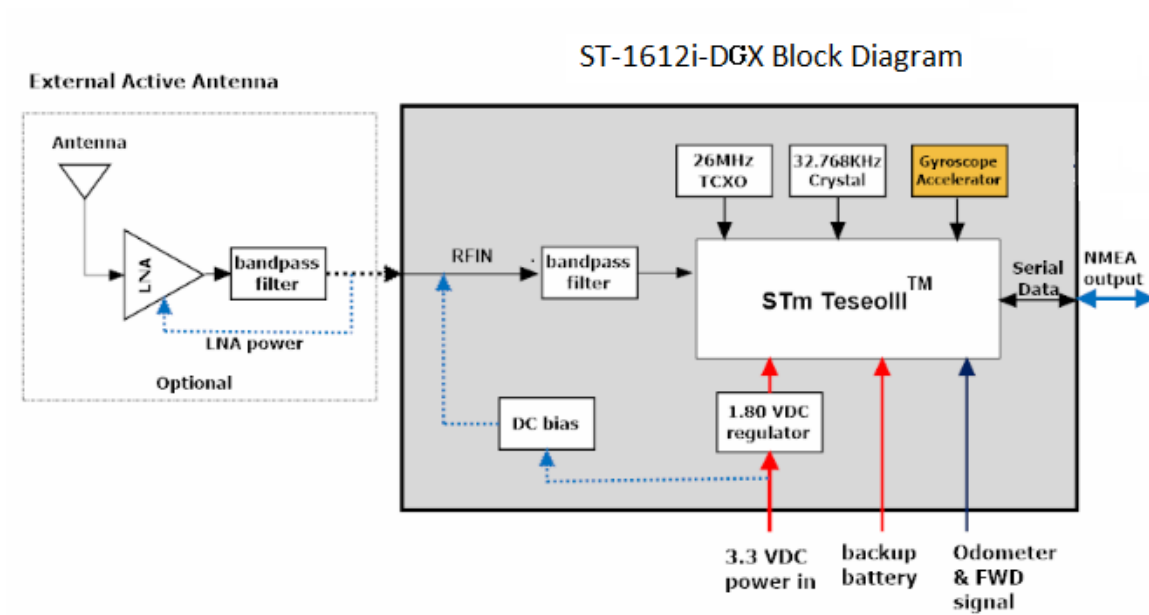 ST-1612i-DGX Block Diagram
External Active Antenna
Antenna
LNA
bandpass
filter
LNA power
Optional
RFIN
bandpass
filter
26MHz
TCXO
32.768KHz
Crystal
Gyroscope
Accelerator
STm TeseoIII™
Serial
Data
NMEA
output
DC bias
1.80 VDC
regulator
3.3 VDC
power in
backup
battery
Odometer
& FWD
signal